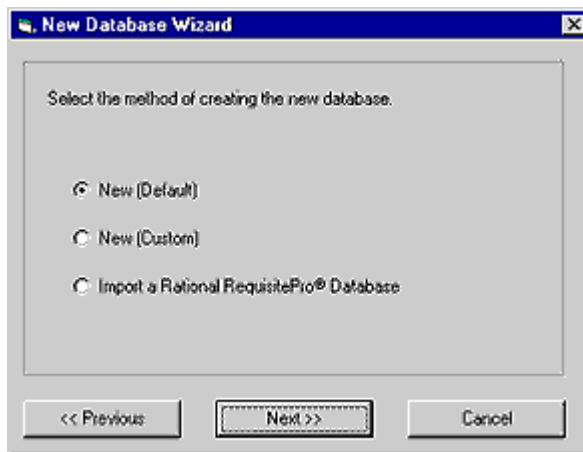 New Database Wizard
Select the method of creating the new database.
New (Default)
New (Custom)
Import a Rational RequisitePro® Database
<< Previous
Next >>
Cancel